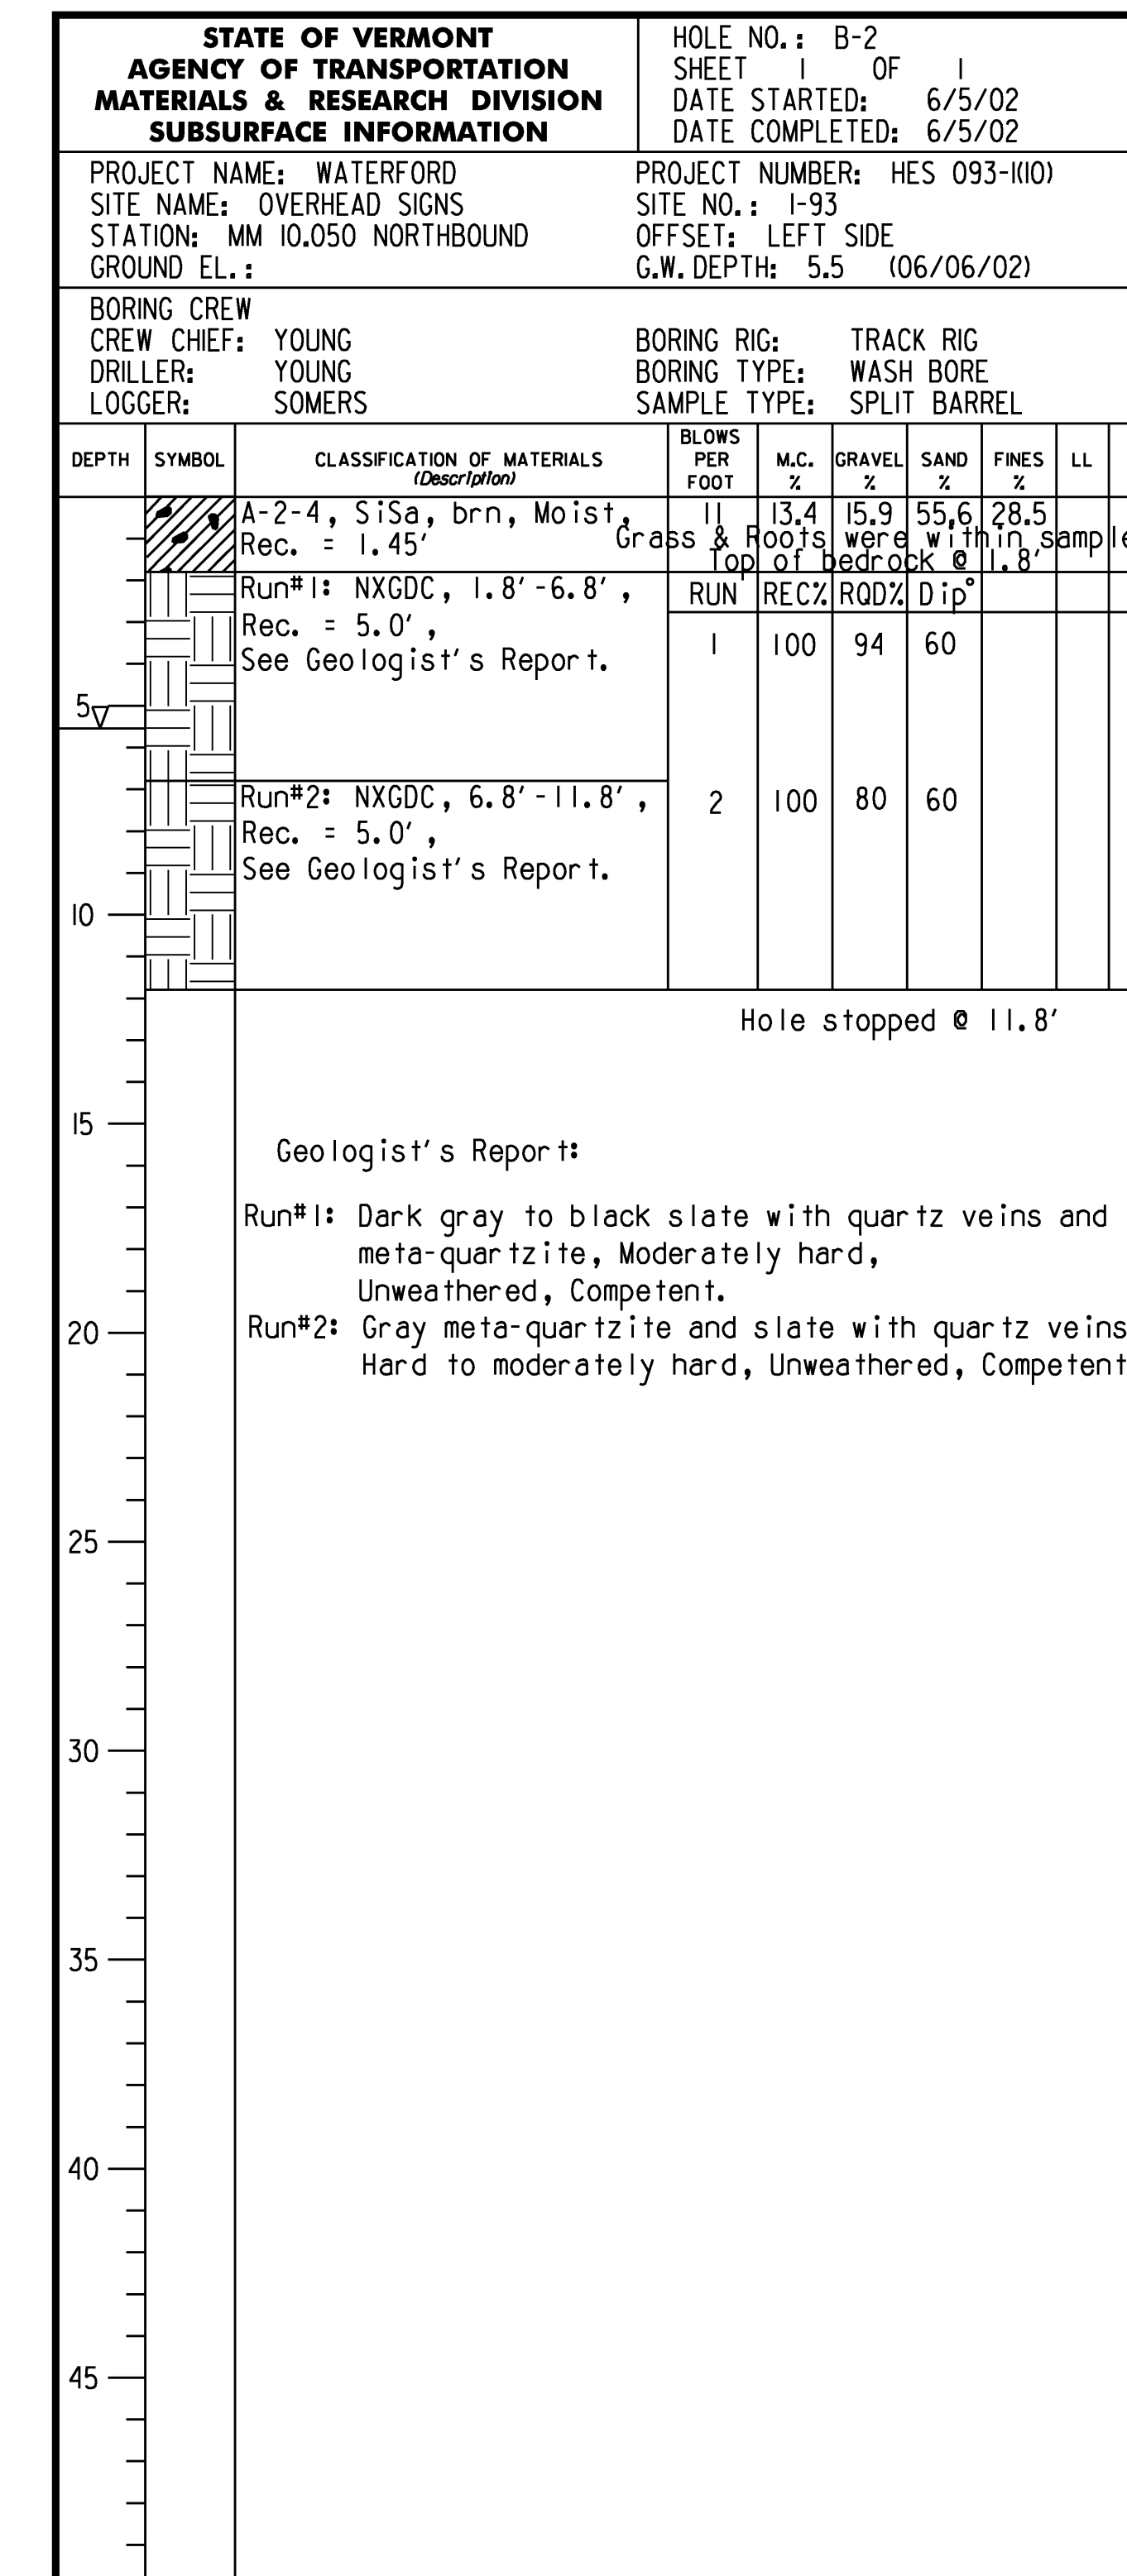 STATE OF VERMONT
AGENCY OF TRANSPORTATION
MATERIALS & RESEARCH DIVISION
SUBSURFACE INFORMATION
HOLE NO.: B-2
SHEET 1 OF 1
DATE STARTED: 6/5/02
DATE COMPLETED: 6/5/02
PROJECT NAME: WATERFORD
SITE NAME: OVERHEAD SIGNS
STATION: MM 10.050 NORTHBOUND
GROUND EL.:
PROJECT NUMBER: HES 093-1(10)
SITE NO.: I-93
OFFSET: LEFT SIDE
G.W. DEPTH: 5.5 (06/06/02)
BORING CREW
CREW CHIEF: YOUNG
DRILLER: YOUNG
LOGGER: SOMERS
BORING RIG: TRACK RIG
BORING TYPE: WASH BORE
SAMPLE TYPE: SPLIT BARREL
DEPTH SYMBOL CLASSIFICATION OF MATERIALS (Description) BLOWS PER FOOT M.C. % GRAVEL % SAND % FINES % LL
A-2-4, SiSa, brn, Moist, 11 13.4 15.9 55.6 28.5
Rec. = 1.45' Grass & Roots were within sample
Top of bedrock @ 1.8'
Run#1: NXGDC, 1.8'-6.8', RUN REC% RQD% Dip°
Rec. = 5.0', 1 100 94 60
See Geologist's Report.
5
Run#2: NXGDC, 6.8'-11.8', 2 100 80 60
Rec. = 5.0',
See Geologist's Report.
10
Hole stopped @ 11.8'
15
Geologist's Report:
Run#1: Dark gray to black slate with quartz veins and
meta-quartzite, Moderately hard,
Unweathered, Competent.
20
Run#2: Gray meta-quartzite and slate with quartz veins
Hard to moderately hard, Unweathered, Competent
25
30
35
40
45